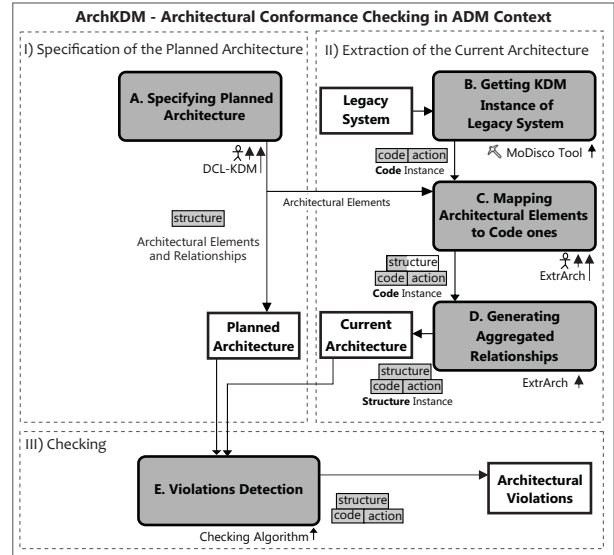 ArchKDM - Architectural Conformance Checking in ADM Context
I) Specification of the Planned Architecture
A. Specifying Planned
Architecture
DCL-KDM
structure
Architectural Elements
and Relationships
Architectural Elements
Planned
Architecture
II) Extraction of the Current Architecture
Legacy
System
B. Getting KDM
Instance of
Legacy System
code action
Code Instance
MoDisco Tool
C. Mapping
Architectural Elements
to Code ones
ExtrArch
structure
code action
Code Instance
D. Generating
Aggregated
Relationships
ExtrArch
Current
Architecture
structure
code action
Structure Instance
III) Checking
E. Violations Detection
Checking Algorithm
structure
code action
Architectural
Violations